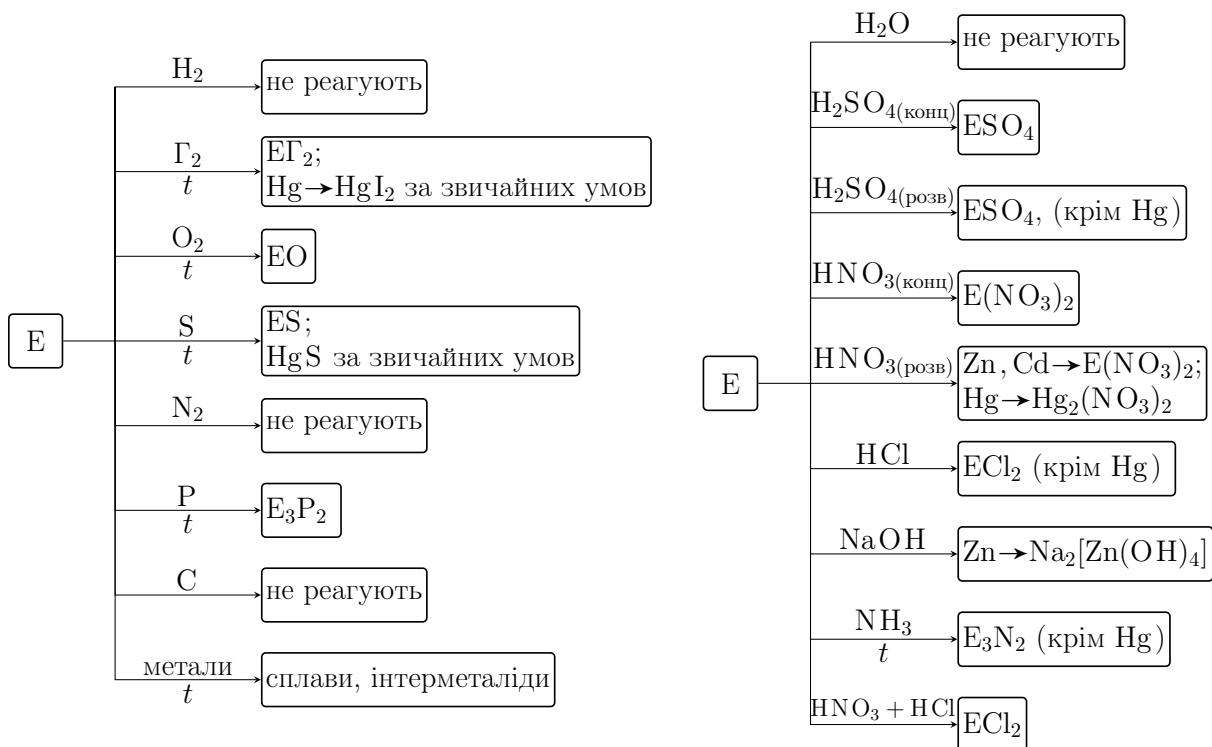 E
H₂
не реагують
Г₂
t
EГ₂;
Hg→HgI₂ за звичайних умов
O₂
t
EO
S
t
ES;
HgS за звичайних умов
N₂
не реагують
P
t
E₃P₂
C
не реагують
метали
t
сплави, інтерметаліди
E
H₂O
не реагують
H₂SO₄(конц)
ESO₄
H₂SO₄(розв)
ESO₄, (крім Hg)
HNO₃(конц)
E(NO₃)₂
HNO₃(розв)
Zn, Cd→E(NO₃)₂;
Hg→Hg₂(NO₃)₂
HCl
ECl₂ (крім Hg)
NaOH
Zn→Na₂[Zn(OH)₄]
NH₃
t
E₃N₂ (крім Hg)
HNO₃ + HCl
ECl₂